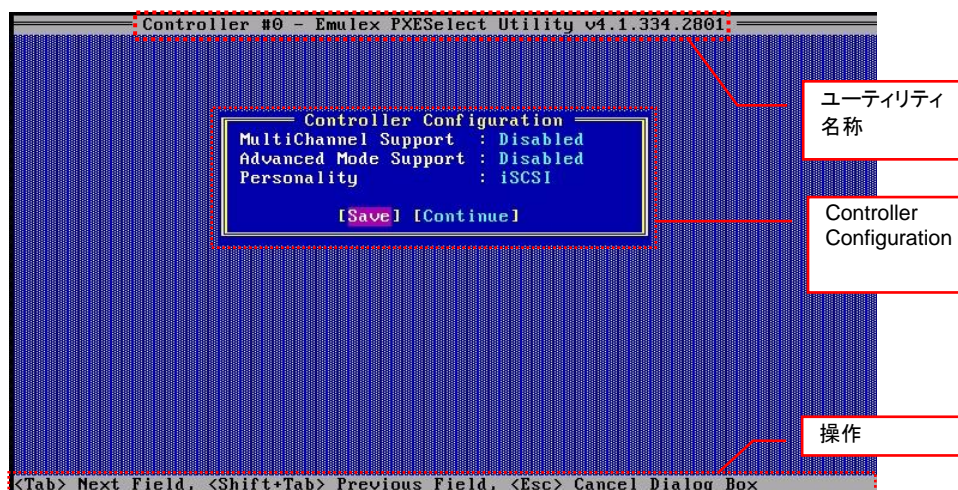 Controller #0 - Emulex PXESelect Utility v4.1.334.2801
ユーティリティ
名称
Controller Configuration
MultiChannel Support : Disabled
Advanced Mode Support : Disabled
Personality : iSCSI
[Save] [Continue]
Controller
Configuration
操作
<Tab> Next Field, <Shift+Tab> Previous Field, <Esc> Cancel Dialog Box